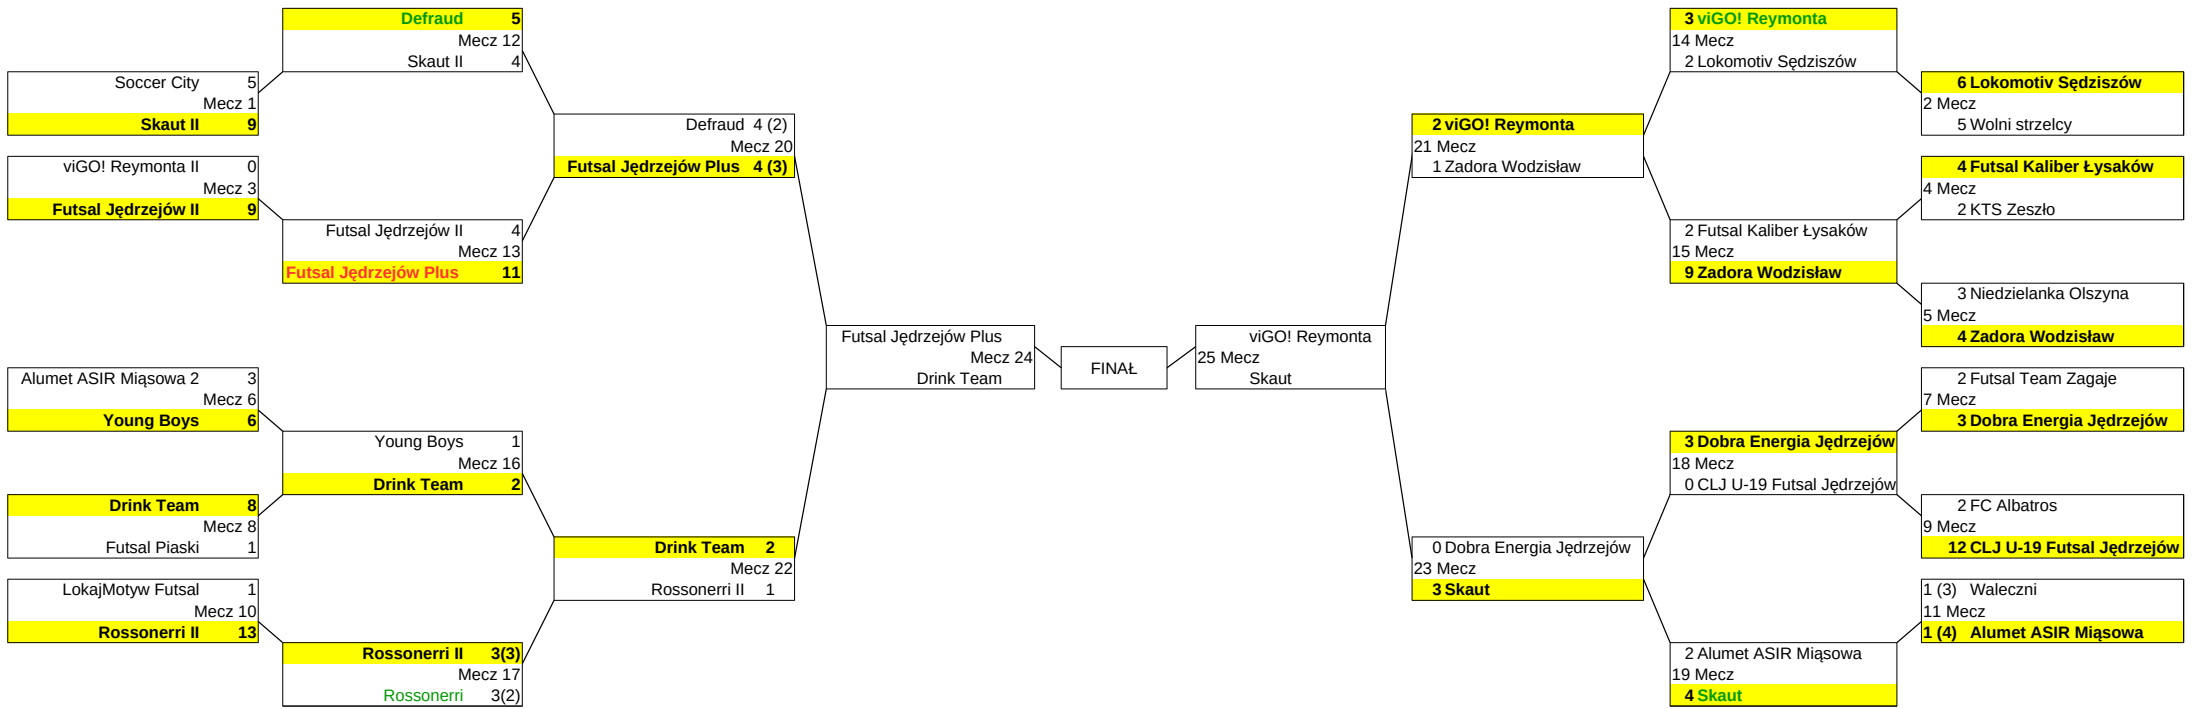 Defraud 5
Mecz 12
Skaut II 4
Soccer City 5
Mecz 1
Skaut II 9
viGO! Reymonta II 0
Mecz 3
Futsal Jędrzejów II 9
Futsal Jędrzejów II 4
Mecz 13
Futsal Jędrzejów Plus 11
Defraud 4 (2)
Mecz 20
Futsal Jędrzejów Plus 4 (3)
Alumet ASIR Miąsowa 2 3
Mecz 6
Young Boys 6
Young Boys 1
Mecz 16
Drink Team 2
Drink Team 8
Mecz 8
Futsal Piaski 1
LokajMotyw Futsal 1
Mecz 10
Rossonerri II 13
Rossonerri II 3(3)
Mecz 17
Rossonerri 3(2)
Drink Team 2
Mecz 22
Rossonerri II 1
Futsal Jędrzejów Plus
Mecz 24
Drink Team
FINAŁ
viGO! Reymonta
25 Mecz
Skaut
2 viGO! Reymonta
21 Mecz
1 Zadora Wodzisław
0 Dobra Energia Jędrzejów
23 Mecz
3 Skaut
3 viGO! Reymonta
14 Mecz
2 Lokomotiv Sędziszów
2 Futsal Kaliber Łysaków
15 Mecz
9 Zadora Wodzisław
3 Dobra Energia Jędrzejów
18 Mecz
0 CLJ U-19 Futsal Jędrzejów
2 Alumet ASIR Miąsowa
19 Mecz
4 Skaut
6 Lokomotiv Sędziszów
2 Mecz
5 Wolni strzelcy
4 Futsal Kaliber Łysaków
4 Mecz
2 KTS Zeszło
3 Niedzielanka Olszyna
5 Mecz
4 Zadora Wodzisław
2 Futsal Team Zagaje
7 Mecz
3 Dobra Energia Jędrzejów
2 FC Albatros
9 Mecz
12 CLJ U-19 Futsal Jędrzejów
1 (3) Waleczni
11 Mecz
1 (4) Alumet ASIR Miąsowa